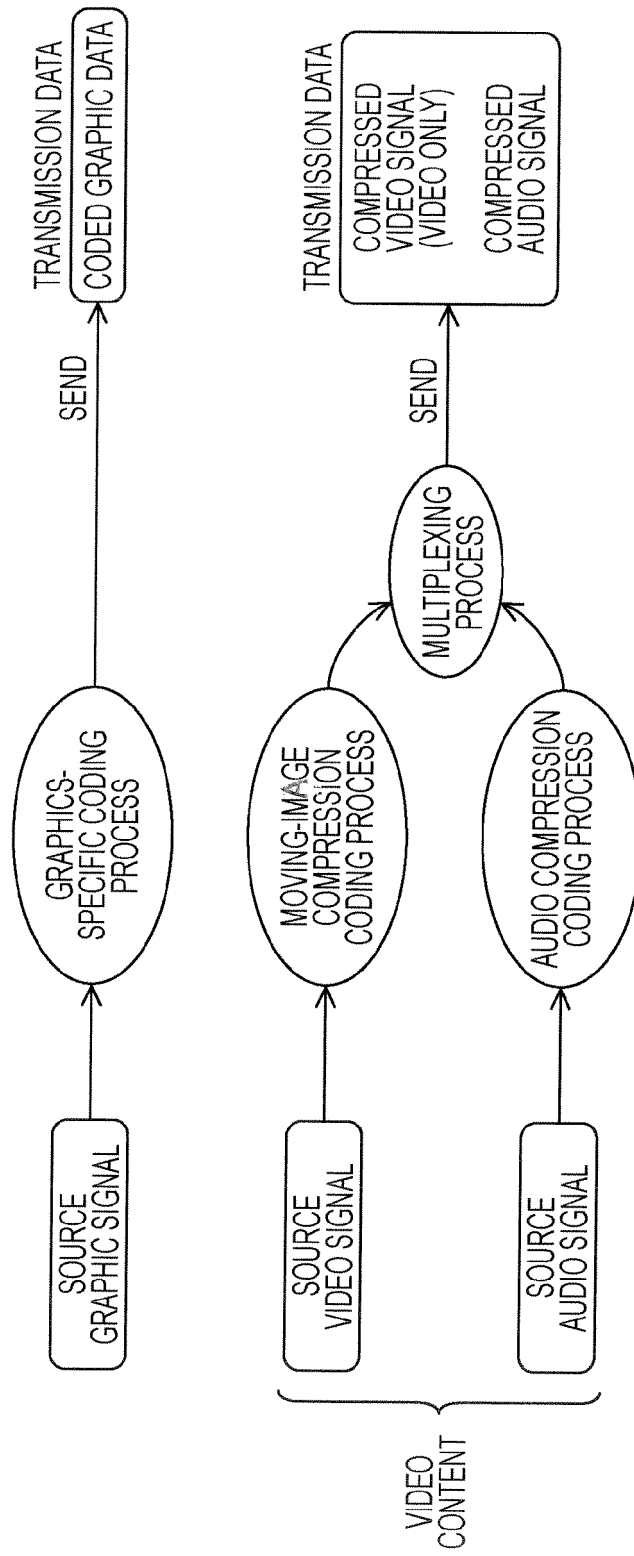 SOURCE
GRAPHIC SIGNAL
GRAPHICS-
SPECIFIC CODING
PROCESS
SEND
TRANSMISSION DATA
CODED GRAPHIC DATA
VIDEO
CONTENT
SOURCE
VIDEO SIGNAL
MOVING-IMAGE
COMPRESSION
CODING PROCESS
SOURCE
AUDIO SIGNAL
AUDIO COMPRESSION
CODING PROCESS
MULTIPLEXING
PROCESS
SEND
TRANSMISSION DATA
COMPRESSED
VIDEO SIGNAL
(VIDEO ONLY)
COMPRESSED
AUDIO SIGNAL